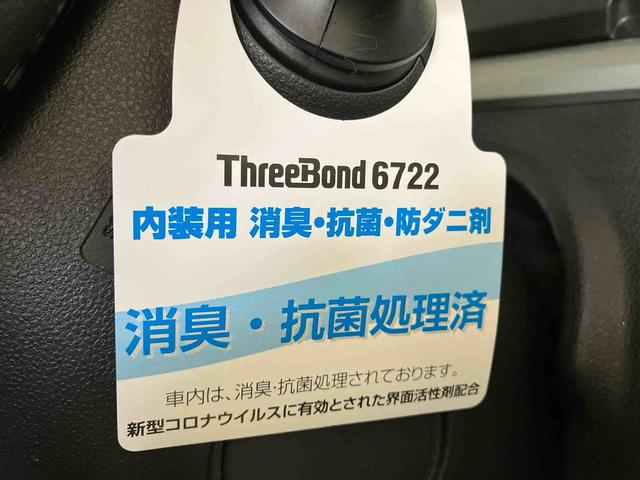 ThreeBond 6722
内装用 消臭・抗菌・防ダニ剤
消臭・抗菌処理済
車内は、消臭・抗菌処理されております。
新型コロナウイルスに有効とされた界面活性剤配合